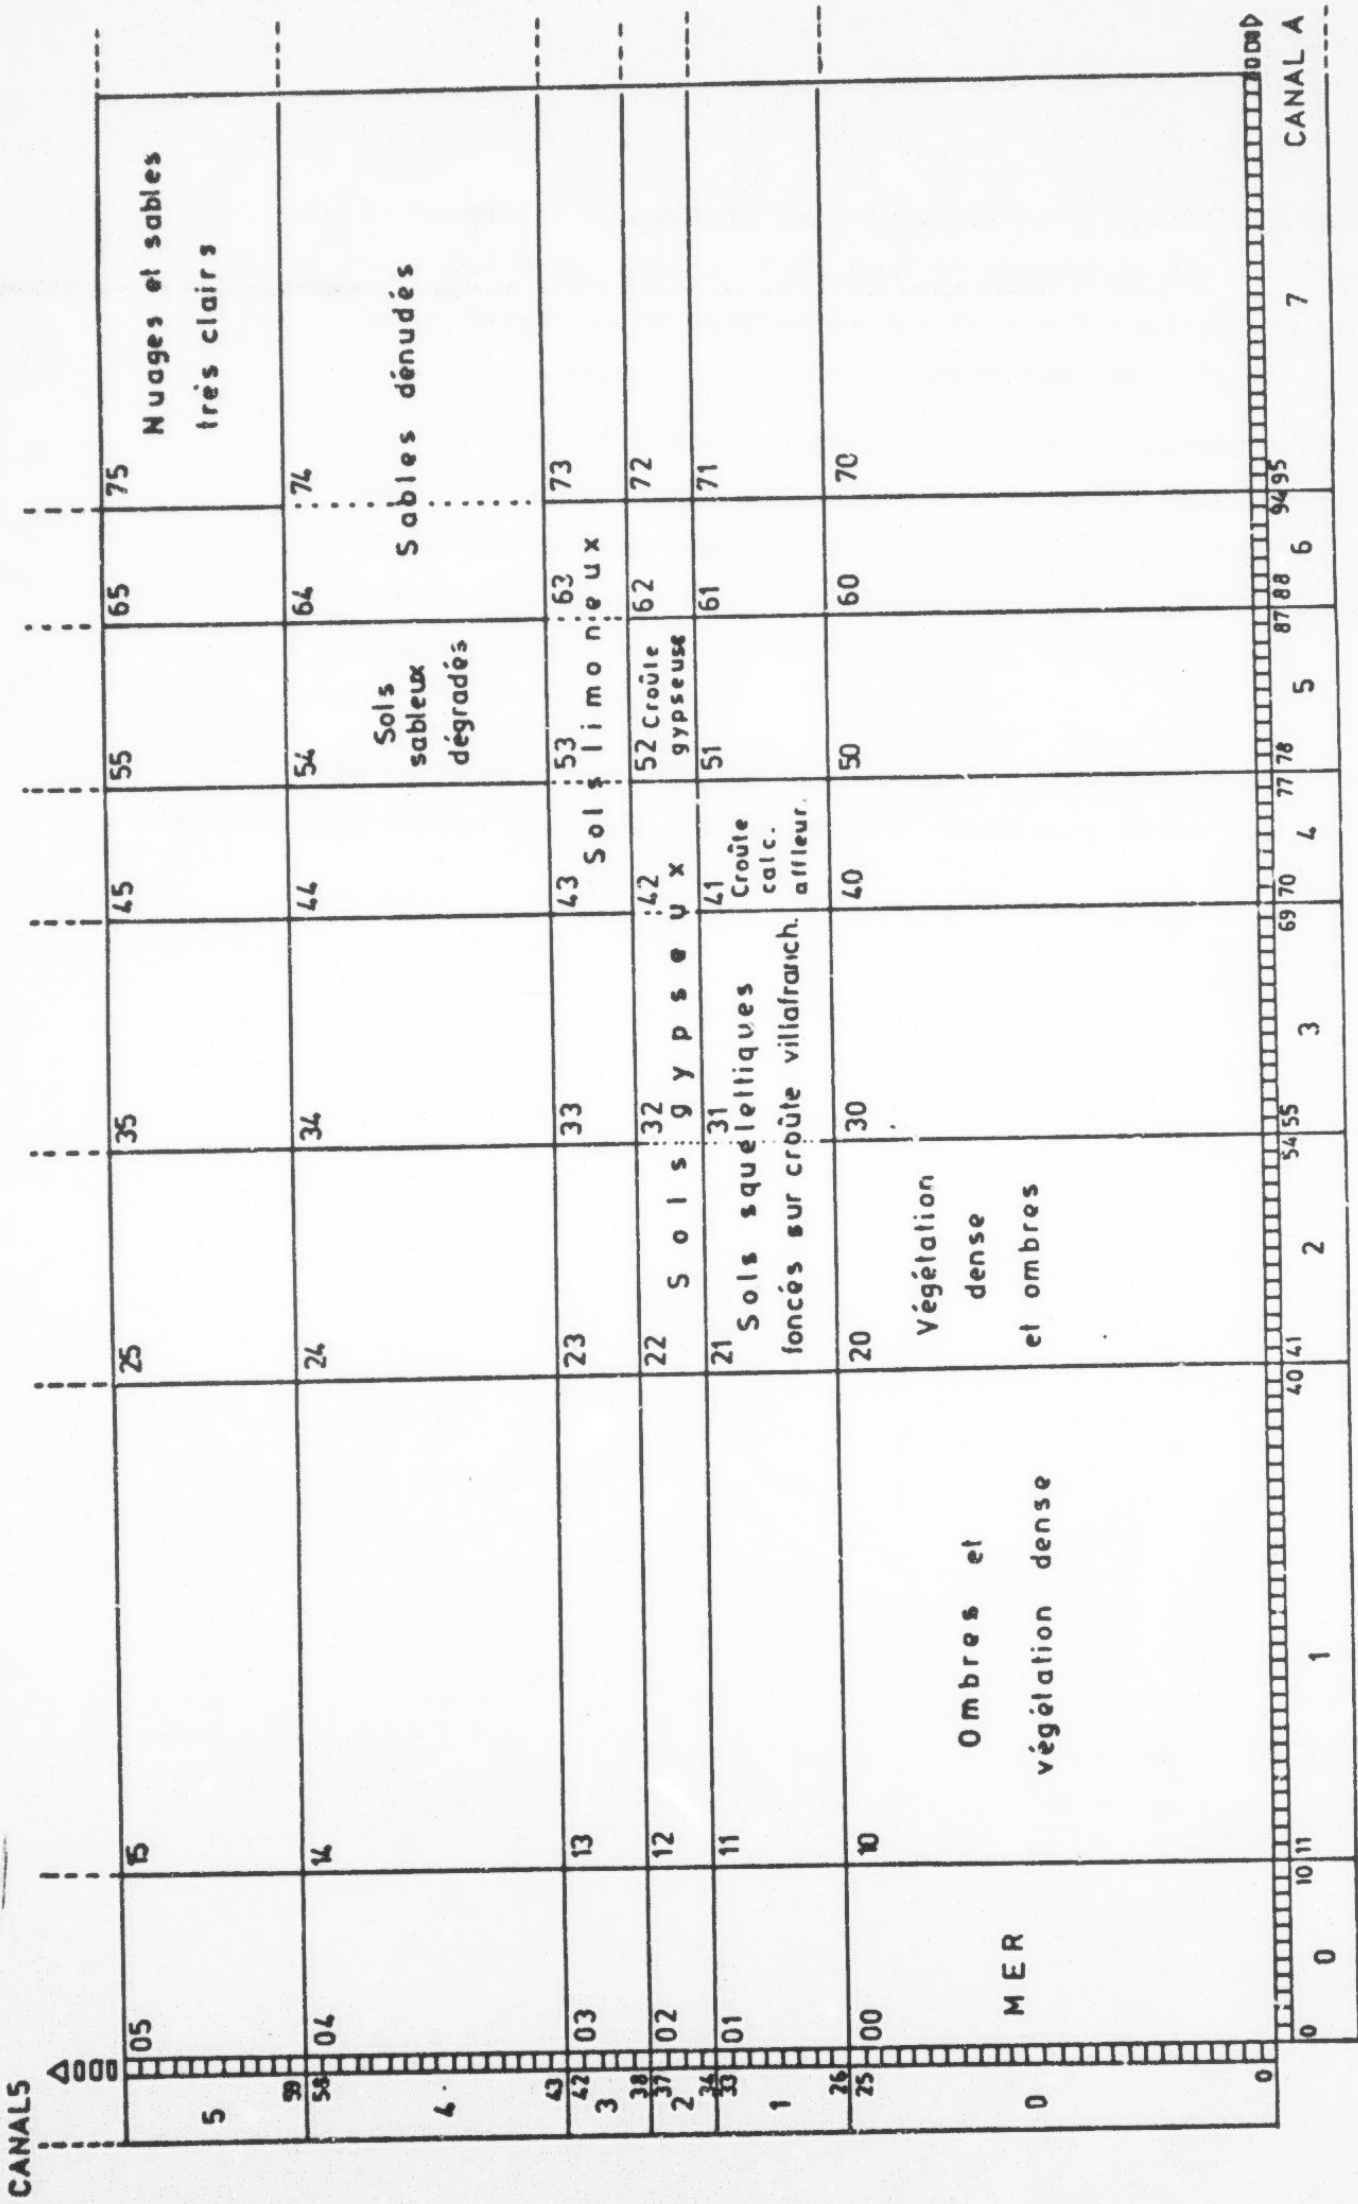 CANAL5
05 15 25 35 45 55 65 75
Nuages et sables
très clairs
5
59
58
04 14 24 34 44 54 64 74
Sols
sableux
dégradés
Sables dénudés
4
43
42
03 13 23 33 43 53 63 73
Sols limoneux
3
38
37
02 12 22 32 42 52 62 72
Sols gypseux
Croûte
gypseuse
2
34
33
01 11 21 31 41 51 61 71
Sols squelettiques
foncés sur croûte villafranch.
Croûte
calc.
affleur.
1
26
25
00 10 20 30 40 50 60 70
MER
Ombres et
végétation dense
Végétation
dense
et ombres
0
0
0 10 11 40 41 54 55 69 70 77 78 87 88 94 95
0 1 2 3 4 5 6 7
CANAL A